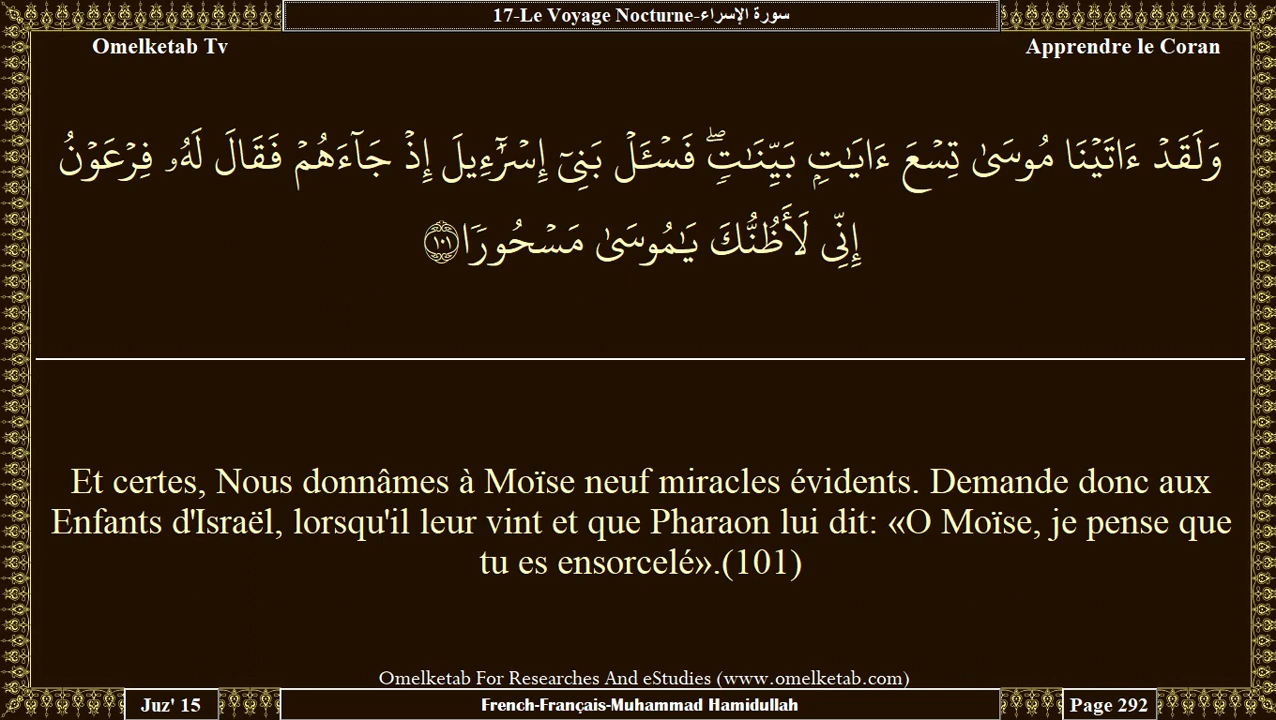 17-Le Voyage Nocturne-سورة الإسراء
Omelketab Tv
Apprendre le Coran
وَلَقَدْ ءَاتَيْنَا مُوسَىٰ تِسْعَ ءَايَـٰتٍۭ بَيِّنَـٰتٍۢ ۖ فَسْـَٔلْ بَنِىٓ إِسْرَٰٓءِيلَ إِذْ جَآءَهُمْ فَقَالَ لَهُۥ فِرْعَوْنُ
إِنِّى لَأَظُنُّكَ يَـٰمُوسَىٰ مَسْحُورًۭا ١٠١
Et certes, Nous donnâmes à Moïse neuf miracles évidents. Demande donc aux
Enfants d'Israël, lorsqu'il leur vint et que Pharaon lui dit: «O Moïse, je pense que
tu es ensorcelé».(101)
Omelketab For Researches And eStudies (www.omelketab.com)
Juz' 15
French-Français-Muhammad Hamidullah
Page 292